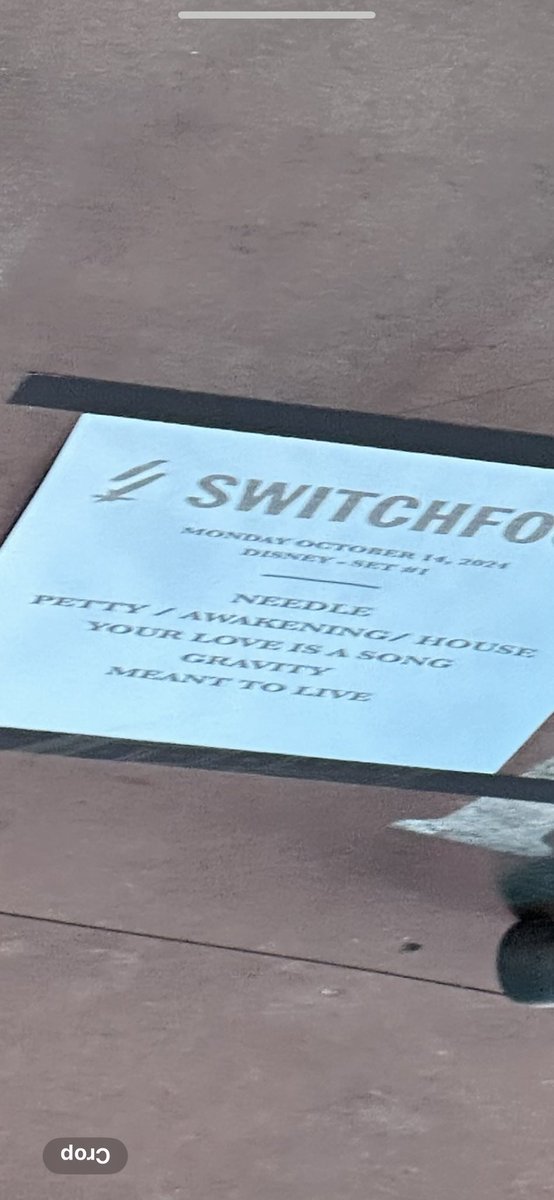 SWITCHFOO
MONDAY OCTOBER 14, 2024
DISNEY - SET #1
NEEDLE
PETTY / AWAKENING/ HOUSE
YOUR LOVE IS A SONG
GRAVITY
MEANT TO LIVE
Crop